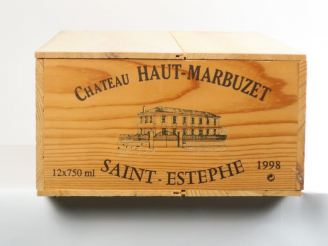 CHATEAU HAUT-MARBUZET
SAINT-ESTEPHE
12x750 ml
1998